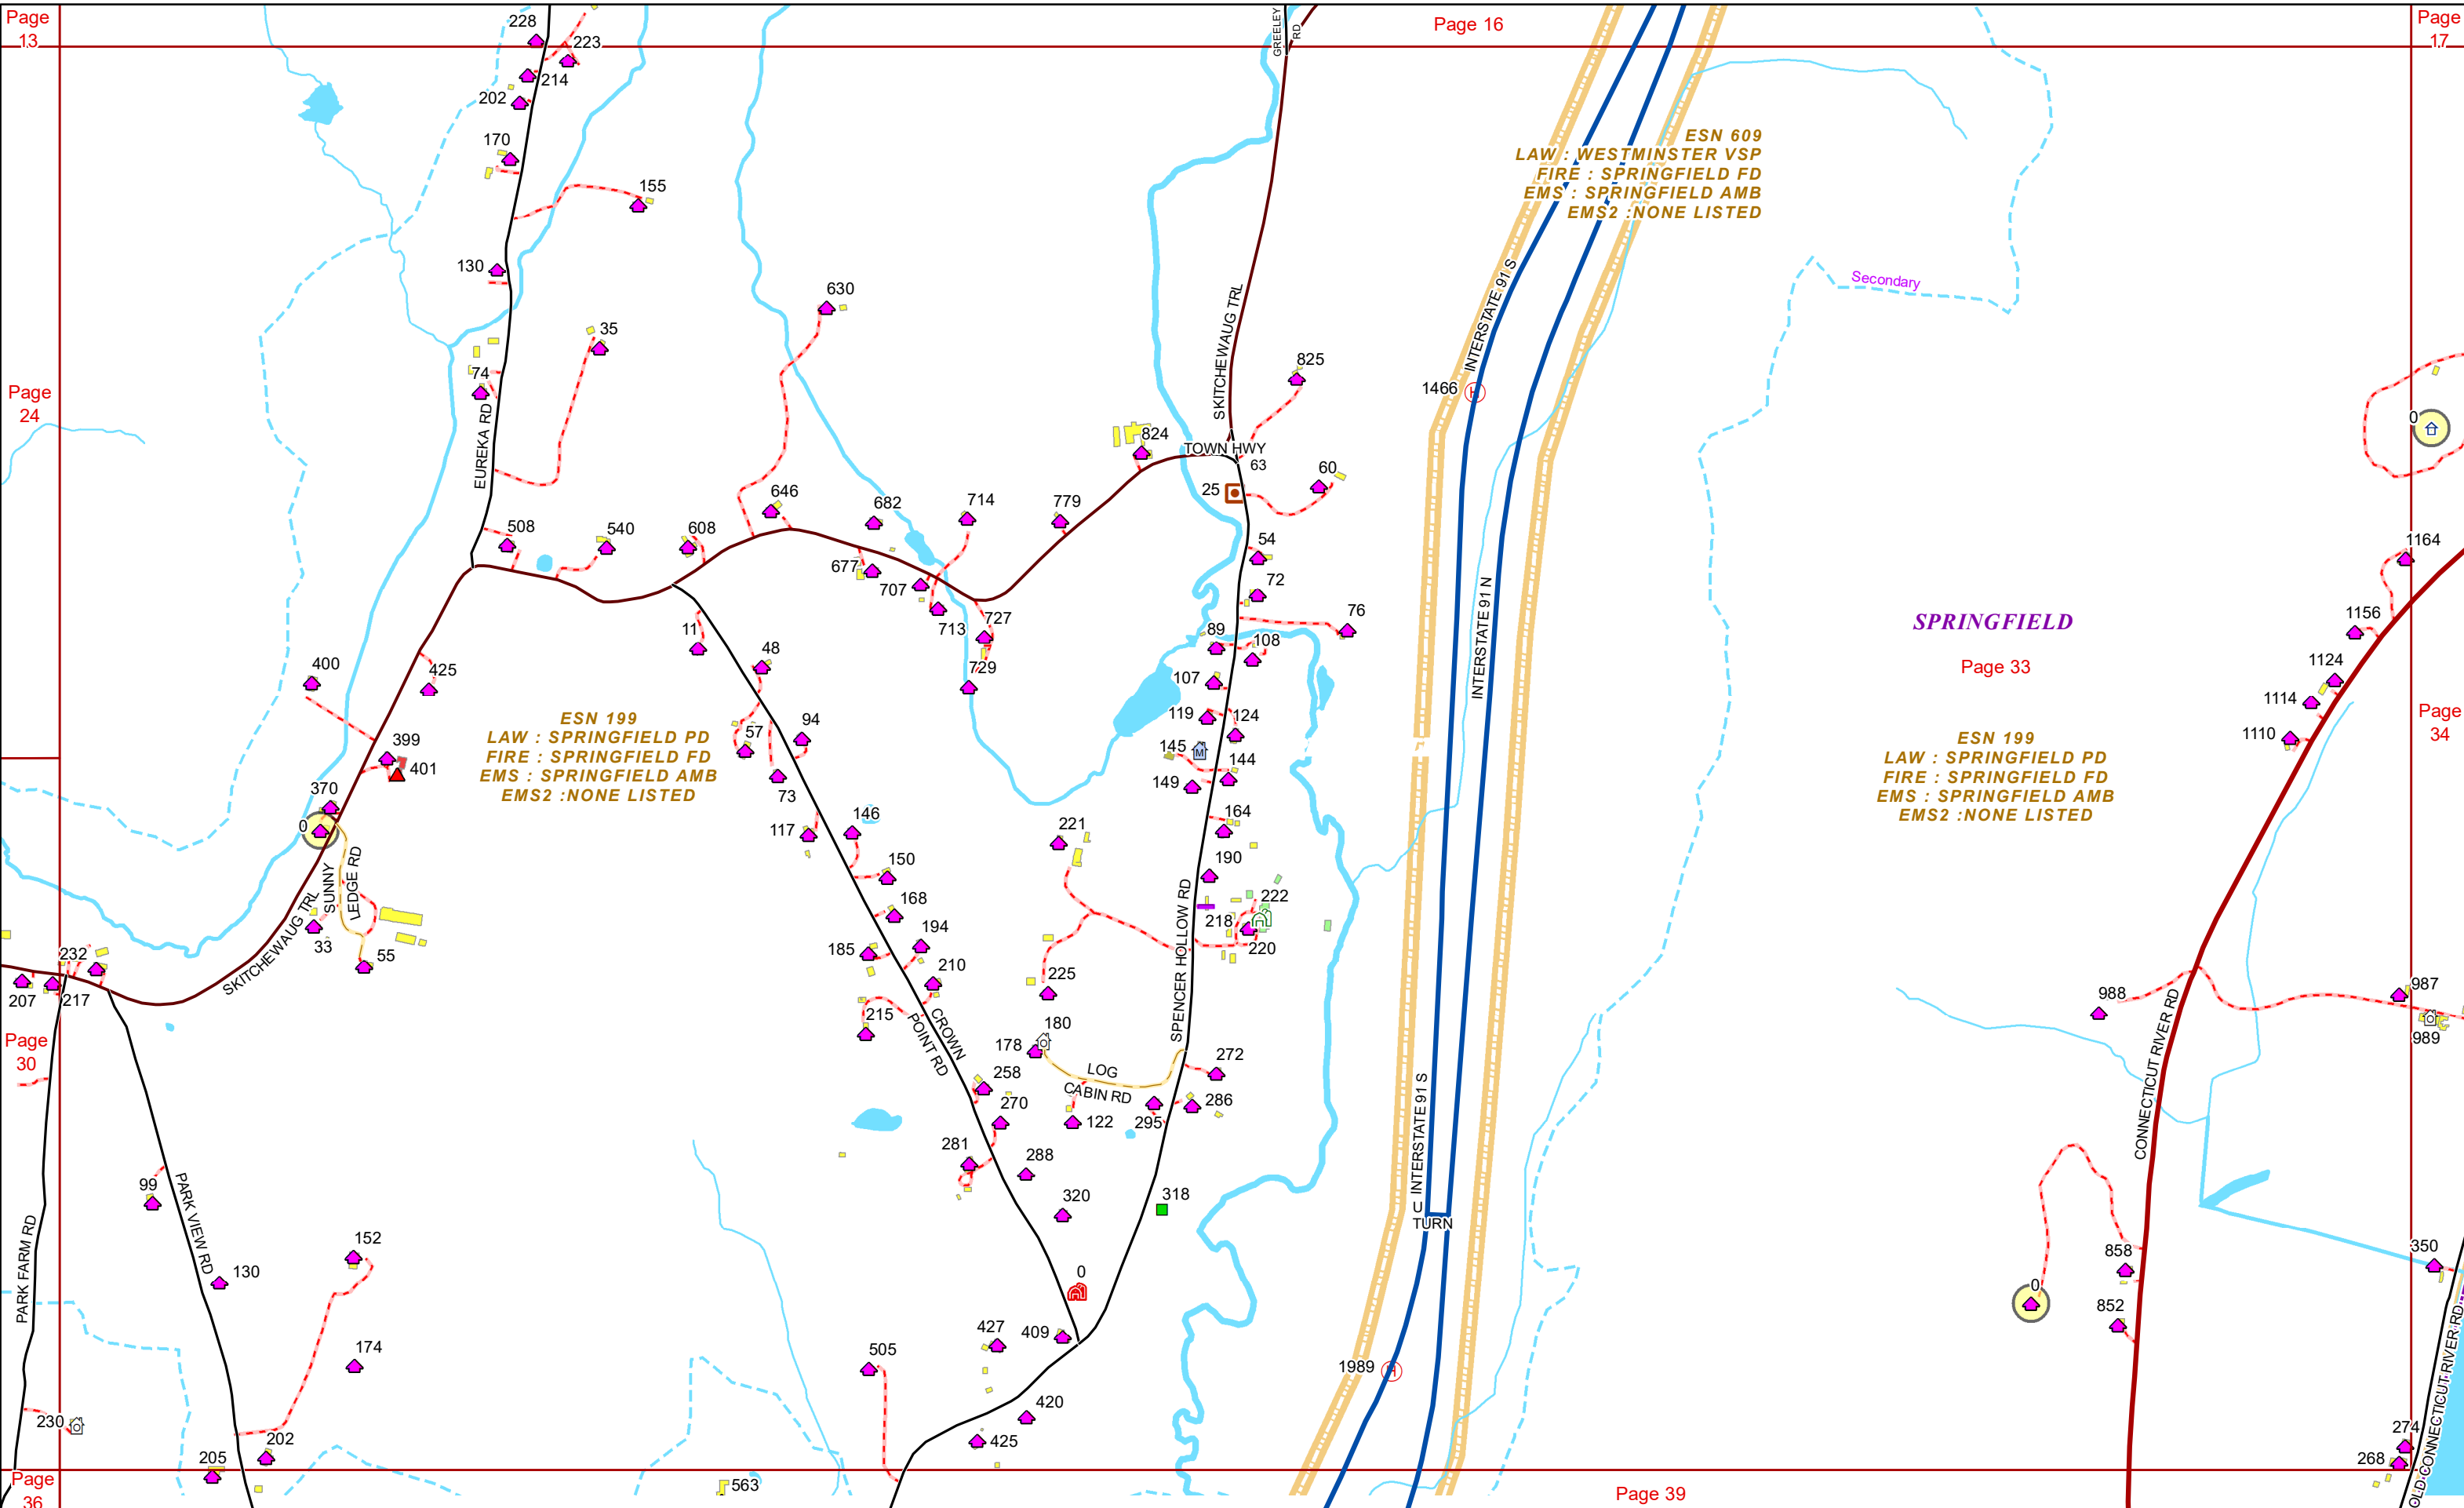 Page
13
228
223
214
202
170
155
130
35
74
EUREKA RD
Page
24
GREELEY
RD
Page 16
Page
17
ESN 609
LAW : WESTMINSTER VSP
FIRE : SPRINGFIELD FD
EMS : SPRINGFIELD AMB
EMS2 :NONE LISTED
Secondary
INTERSTATE 91 S
1466
SKITCHEWAUG TRL
825
824
TOWN HWY
63
25
60
630
646
682
714
779
508
540
608
677
707
713
727
729
54
72
76
89
108
107
119
124
145
144
149
164
190
222
218
220
SPENCER HOLLOW RD
INTERSTATE 91 N
0
1164
1156
1124
1114
1110
SPRINGFIELD
Page 33
Page
34
ESN 199
LAW : SPRINGFIELD PD
FIRE : SPRINGFIELD FD
EMS : SPRINGFIELD AMB
EMS2 :NONE LISTED
400
425
399
401
370
0
SUNNY
LEDGE RD
33
55
SKITCHEWAUG TRL
232
207
217
ESN 199
LAW : SPRINGFIELD PD
FIRE : SPRINGFIELD FD
EMS : SPRINGFIELD AMB
EMS2 :NONE LISTED
11
48
57
94
73
117
146
150
168
194
185
210
215
CROWN
POINT RD
221
225
180
178
LOG
CABIN RD
272
258
270
122
295
286
281
288
320
318
0
427
409
505
420
425
563
Page
30
99
PARK VIEW RD
PARK FARM RD
152
130
174
230
202
205
Page
36
INTERSTATE 91 S
U
TURN
1989
988
987
989
CONNECTICUT RIVER RD
858
0
852
350
274
268
OLD CONNECTICUT RIVER RD
Page 39